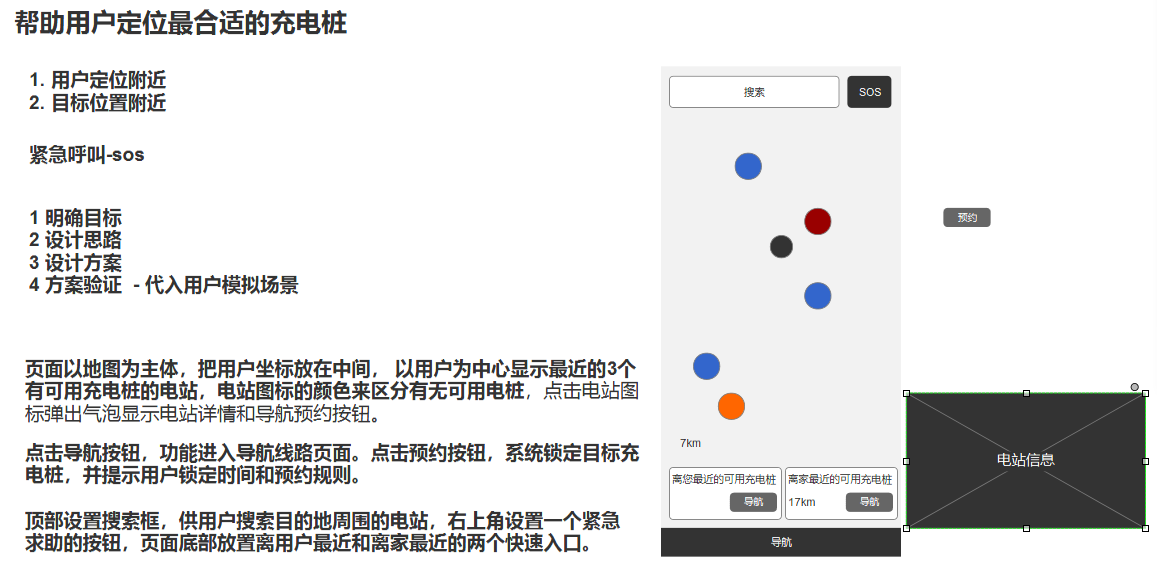 帮助用户定位最合适的充电桩
1. 用户定位附近
2. 目标位置附近
紧急呼叫-sos
1 明确目标
2 设计思路
3 设计方案
4 方案验证 - 代入用户模拟场景
页面以地图为主体，把用户坐标放在中间， 以用户为中心显示最近的3个
有可用充电桩的电站，电站图标的颜色来区分有无可用电桩，点击电站图
标弹出气泡显示电站详情和导航预约按钮。
点击导航按钮，功能进入导航线路页面。点击预约按钮，系统锁定目标充
电桩，并提示用户锁定时间和预约规则。
顶部设置搜索框，供用户搜索目的地周围的电站，右上角设置一个紧急
求助的按钮，页面底部放置离用户最近和离家最近的两个快速入口。
搜索
SOS
预约
7km
离您最近的可用充电桩
导航
离家最近的可用充电桩
17km
导航
导航
电站信息